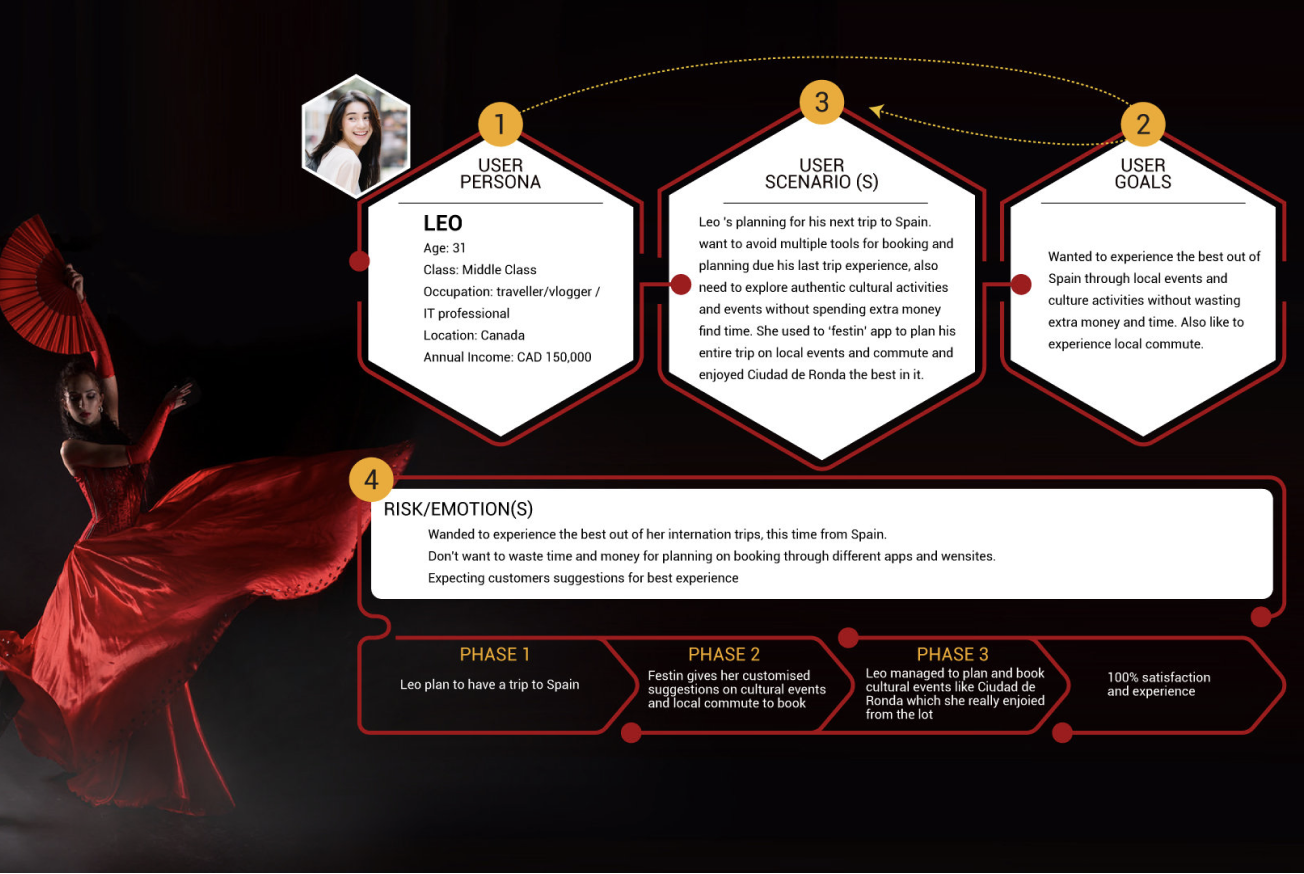 1
USER
PERSONA
LEO
Age: 31
Class: Middle Class
Occupation: traveller/vlogger /
IT professional
Location: Canada
Annual Income: CAD 150,000
3
USER
SCENARIO (S)
Leo 's planning for his next trip to Spain.
want to avoid multiple tools for booking and
planning due his last trip experience, also
need to explore authentic cultural activities
and events without spending extra money
find time. She used to 'festin' app to plan his
entire trip on local events and commute and
enjoyed Ciudad de Ronda the best in it.
2
USER
GOALS
Wanted to experience the best out of
Spain through local events and
culture activities without wasting
extra money and time. Also like to
experience local commute.
4
RISK/EMOTION(S)
Wanded to experience the best out of her internation trips, this time from Spain.
Don't want to waste time and money for planning on booking through different apps and wensites.
Expecting customers suggestions for best experience
PHASE 1
Leo plan to have a trip to Spain
PHASE 2
Festin gives her customised
suggestions on cultural events
and local commute to book
PHASE 3
Leo managed to plan and book
cultural events like Ciudad de
Ronda which she really enjoied
from the lot
100% satisfaction
and experience